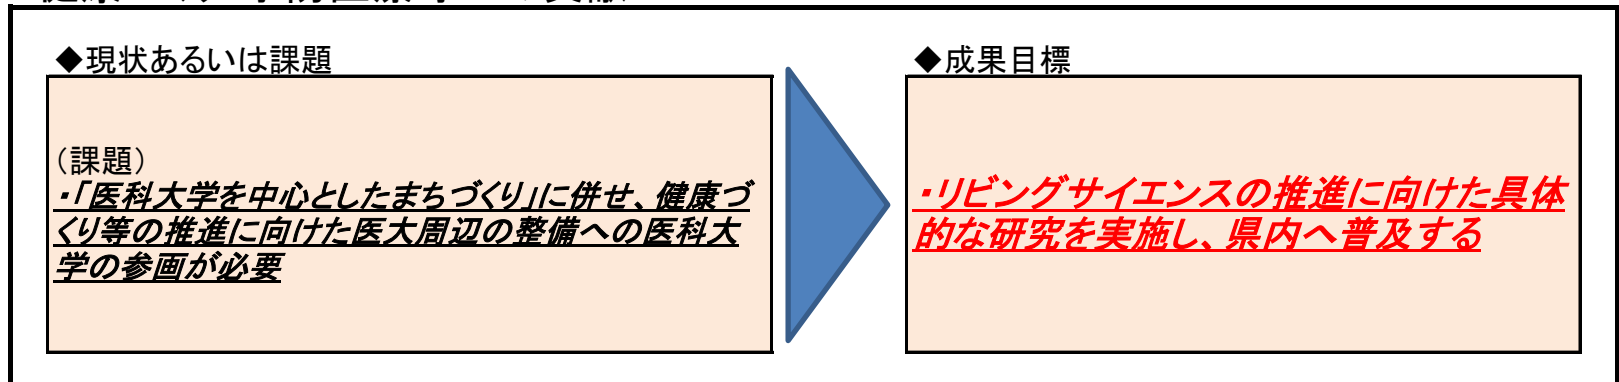 ◆現状あるいは課題
(課題)
・「医科大学を中心としたまちづくり」に併せ、健康づ
くり等の推進に向けた医大周辺の整備への医科大
学の参画が必要
◆成果目標
・リビングサイエンスの推進に向けた具体
的な研究を実施し、県内へ普及する